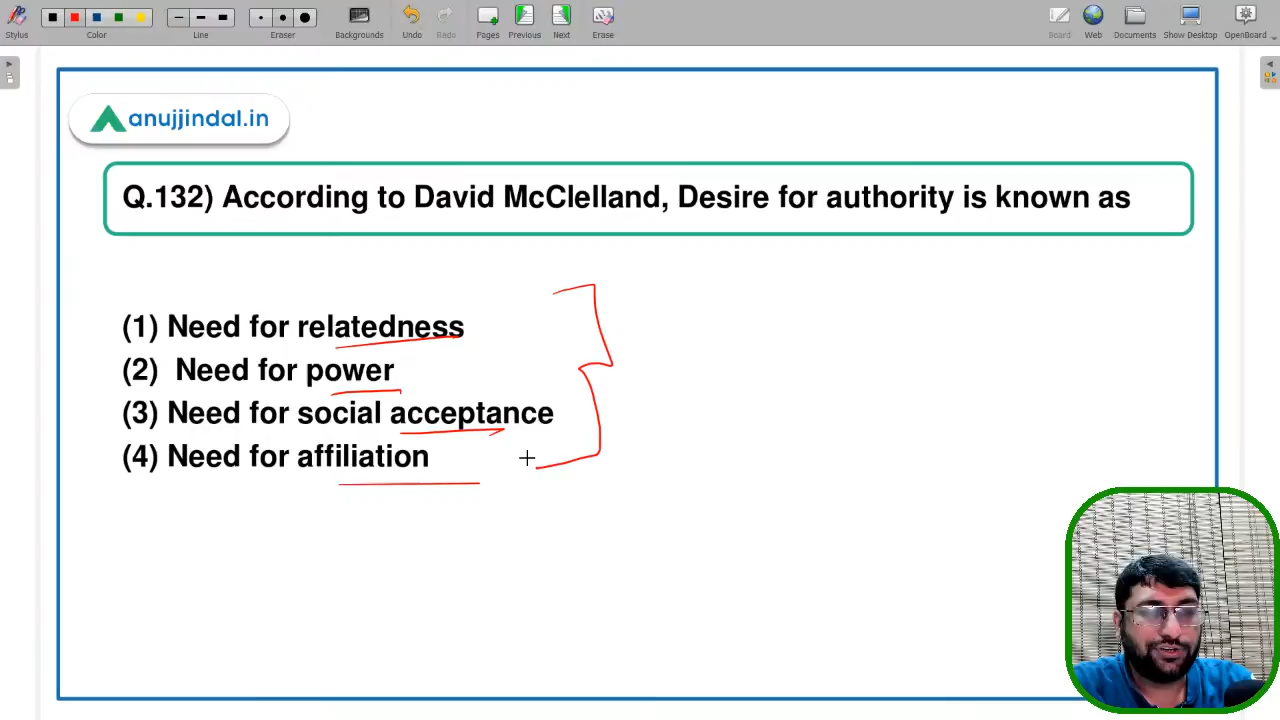 Stylus
Color
Line
Eraser
Backgrounds
Undo
Redo
Pages
Previous
Next
Erase
Board
Web
Documents
Show Desktop
OpenBoard
anujjindal.in
Q.132) According to David McClelland, Desire for authority is known as
(1) Need for relatedness
(2) Need for power
(3) Need for social acceptance
(4) Need for affiliation